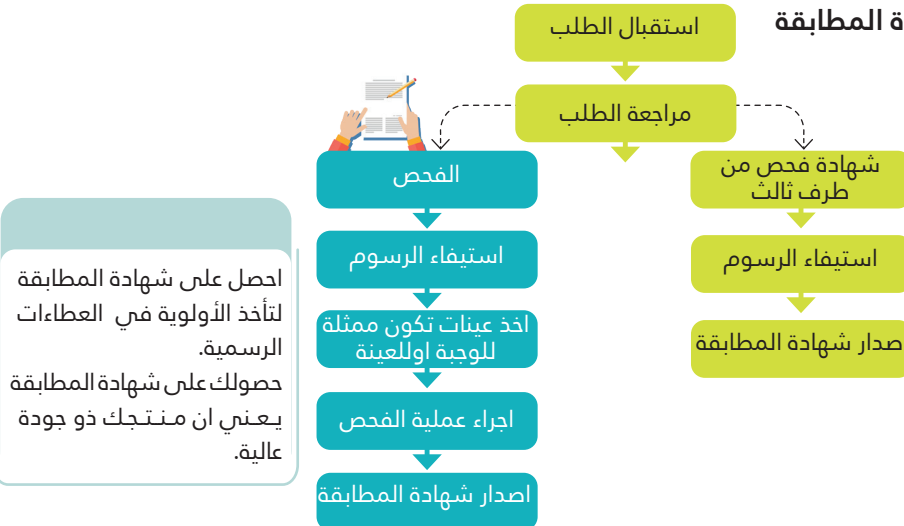 ة المطابقة
استقبال الطلب
مراجعة الطلب
شهادة فحص من
طرف ثالث
استيفاء الرسوم
صدار شهادة المطابقة
الفحص
استيفاء الرسوم
اخذ عينات تكون ممثلة
للوجبة اوللعينة
اجراء عملية الفحص
اصدار شهادة المطابقة
احصل على شهادة المطابقة
لتأخذ الأولوية في العطاءات
الرسمية.
حصولك على شهادة المطابقة
يعني ان منتجك ذو جودة
عالية.